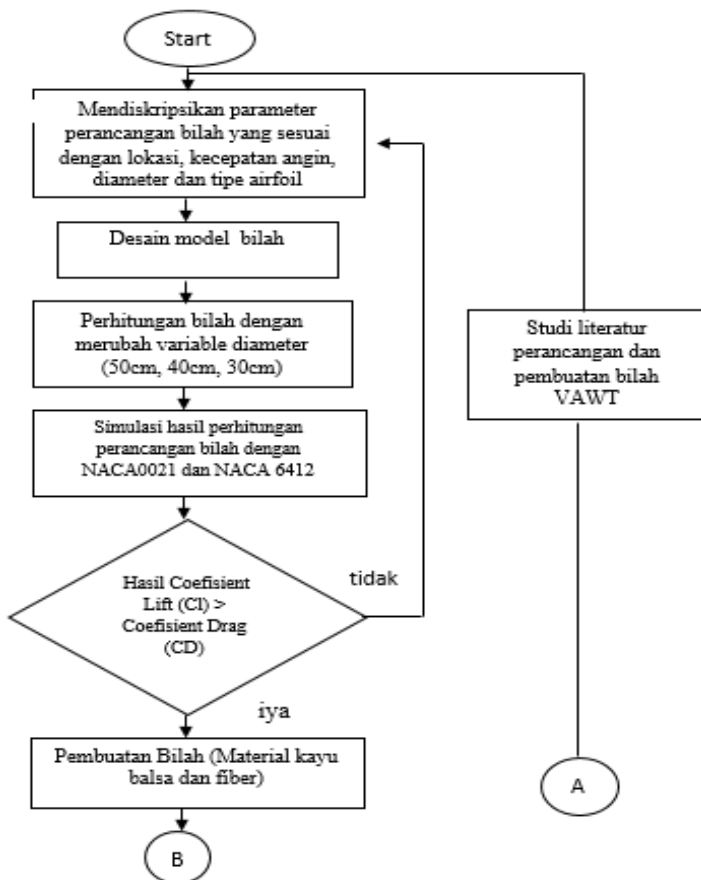 Start
Mendiskripsikan parameter
perancangan bilah yang sesuai
dengan lokasi, kecepatan angin,
diameter dan tipe airfoil
Desain model bilah
Perhitungan bilah dengan
merubah variable diameter
(50cm, 40cm, 30cm)
Simulasi hasil perhitungan
perancangan bilah dengan
NACA0021 dan NACA 6412
Hasil Coefisient
Lift (Cl) >
Coefisient Drag
(CD)
tidak
iya
Pembuatan Bilah (Material kayu
balsa dan fiber)
B
Studi literatur
perancangan dan
pembuatan bilah
VAWT
A